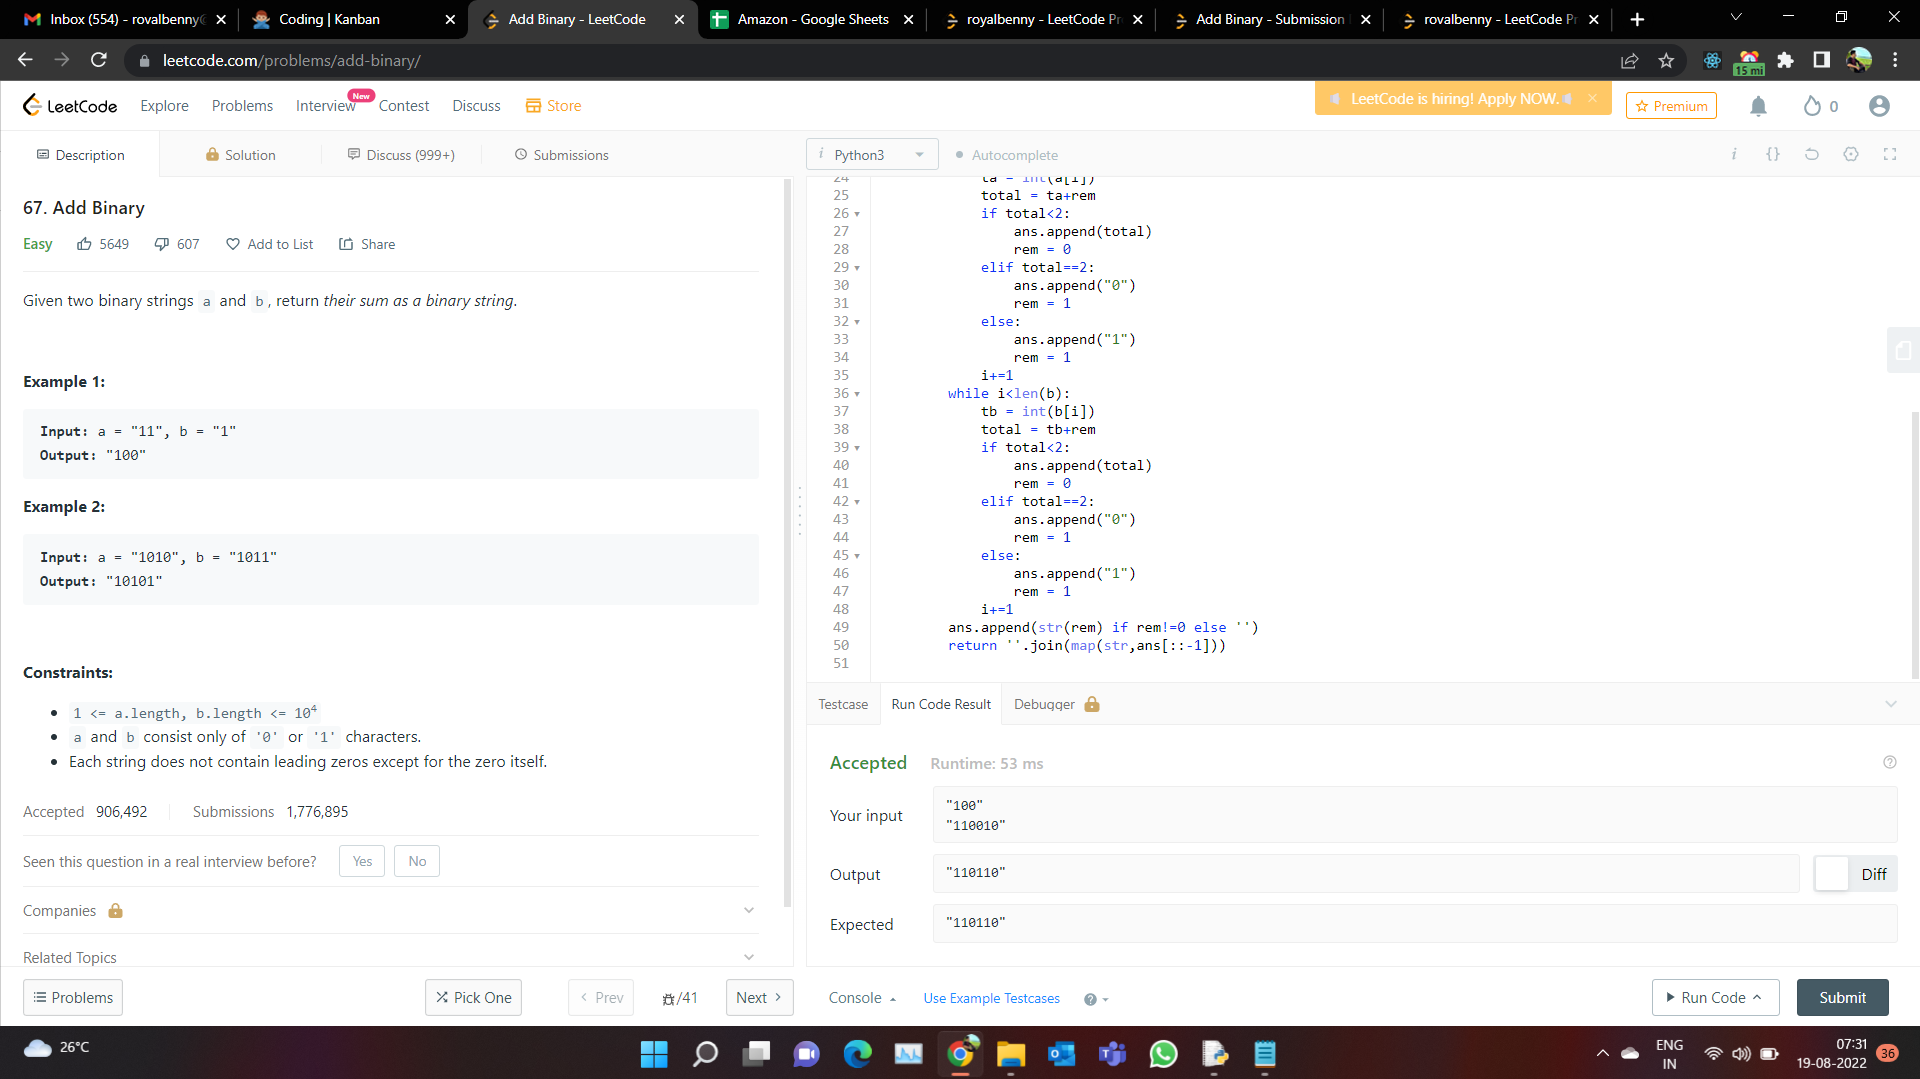 Inbox (554) - rovalbenny@
Coding | Kanban
Add Binary - LeetCode
Amazon - Google Sheets
royalbenny - LeetCode Pr
Add Binary - Submission
rovalbenny - LeetCode Pr
leetcode.com/problems/add-binary/
15 mi
LeetCode
Explore
Problems
Interview
New
Contest
Discuss
Store
LeetCode is hiring! Apply NOW.
Premium
0
Description
Solution
Discuss (999+)
Submissions
i Python3
Autocomplete
67. Add Binary
Easy
5649
607
Add to List
Share
Given two binary strings a and b, return their sum as a binary string.
Example 1:
Input: a = "11", b = "1"
Output: "100"
Example 2:
Input: a = "1010", b = "1011"
Output: "10101"
Constraints:
1 <= a.length, b.length <= 10⁴
a and b consist only of '0' or '1' characters.
Each string does not contain leading zeros except for the zero itself.
Accepted 906,492
Submissions 1,776,895
Seen this question in a real interview before?
Yes
No
Companies
Related Topics
Problems
Pick One
Prev
/41
Next
24 ta = int(a[i])
25 total = ta+rem
26 if total<2:
27 ans.append(total)
28 rem = 0
29 elif total==2:
30 ans.append("0")
31 rem = 1
32 else:
33 ans.append("1")
34 rem = 1
35 i+=1
36 while i<len(b):
37 tb = int(b[i])
38 total = tb+rem
39 if total<2:
40 ans.append(total)
41 rem = 0
42 elif total==2:
43 ans.append("0")
44 rem = 1
45 else:
46 ans.append("1")
47 rem = 1
48 i+=1
49 ans.append(str(rem) if rem!=0 else '')
50 return ''.join(map(str,ans[::-1]))
51
Testcase
Run Code Result
Debugger
Accepted
Runtime: 53 ms
Your input
"100"
"110010"
Output
"110110"
Diff
Expected
"110110"
Console
Use Example Testcases
Run Code
Submit
26°C
ENG
IN
07:31
19-08-2022
36